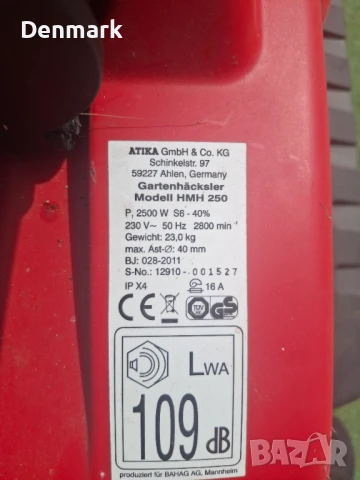 Denmark
ATIKA GmbH & Co. KG
Schinkelstr. 97
59227 Ahlen, Germany
Gartenhäcksler
Modell HMH 250
P₁ 2500 W S6 - 40%
230 V~ 50 Hz 2800 min⁻¹
Gewicht: 23,0 kg
max. Ast-Ø: 40 mm
BJ: 028-2011
S-No.: 12910-001527
IP X4
16 A
CE
TÜV
GS
LWA
109 dB
produziert für BAHAG AG, Mannheim
bazar